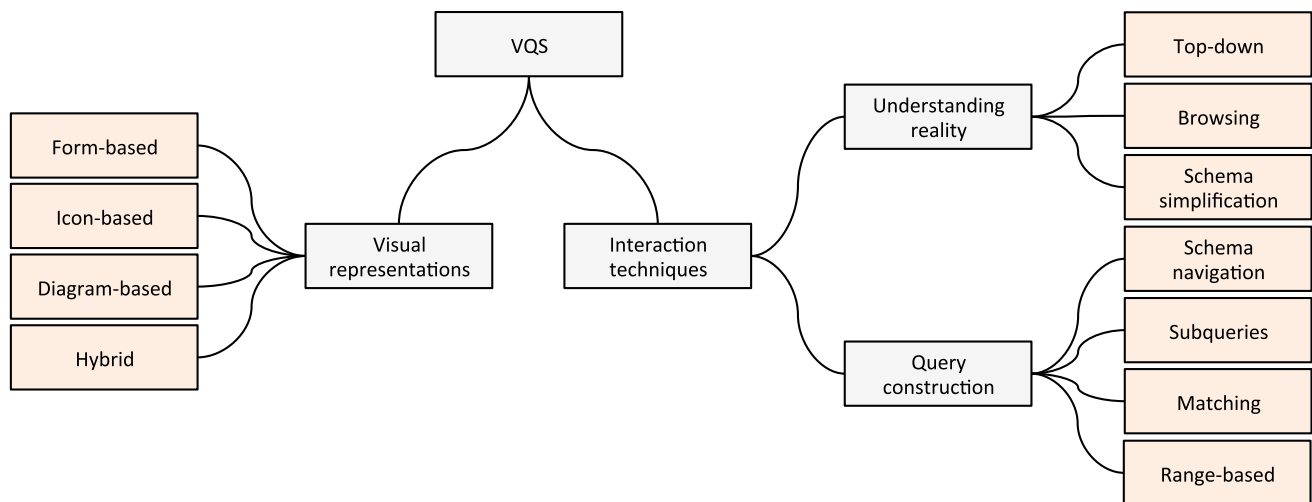 VQS
Form-based
Icon-based
Diagram-based
Hybrid
Visual
representations
Interaction
techniques
Understanding
reality
Query
construction
Top-down
Browsing
Schema
simplification
Schema
navigation
Subqueries
Matching
Range-based